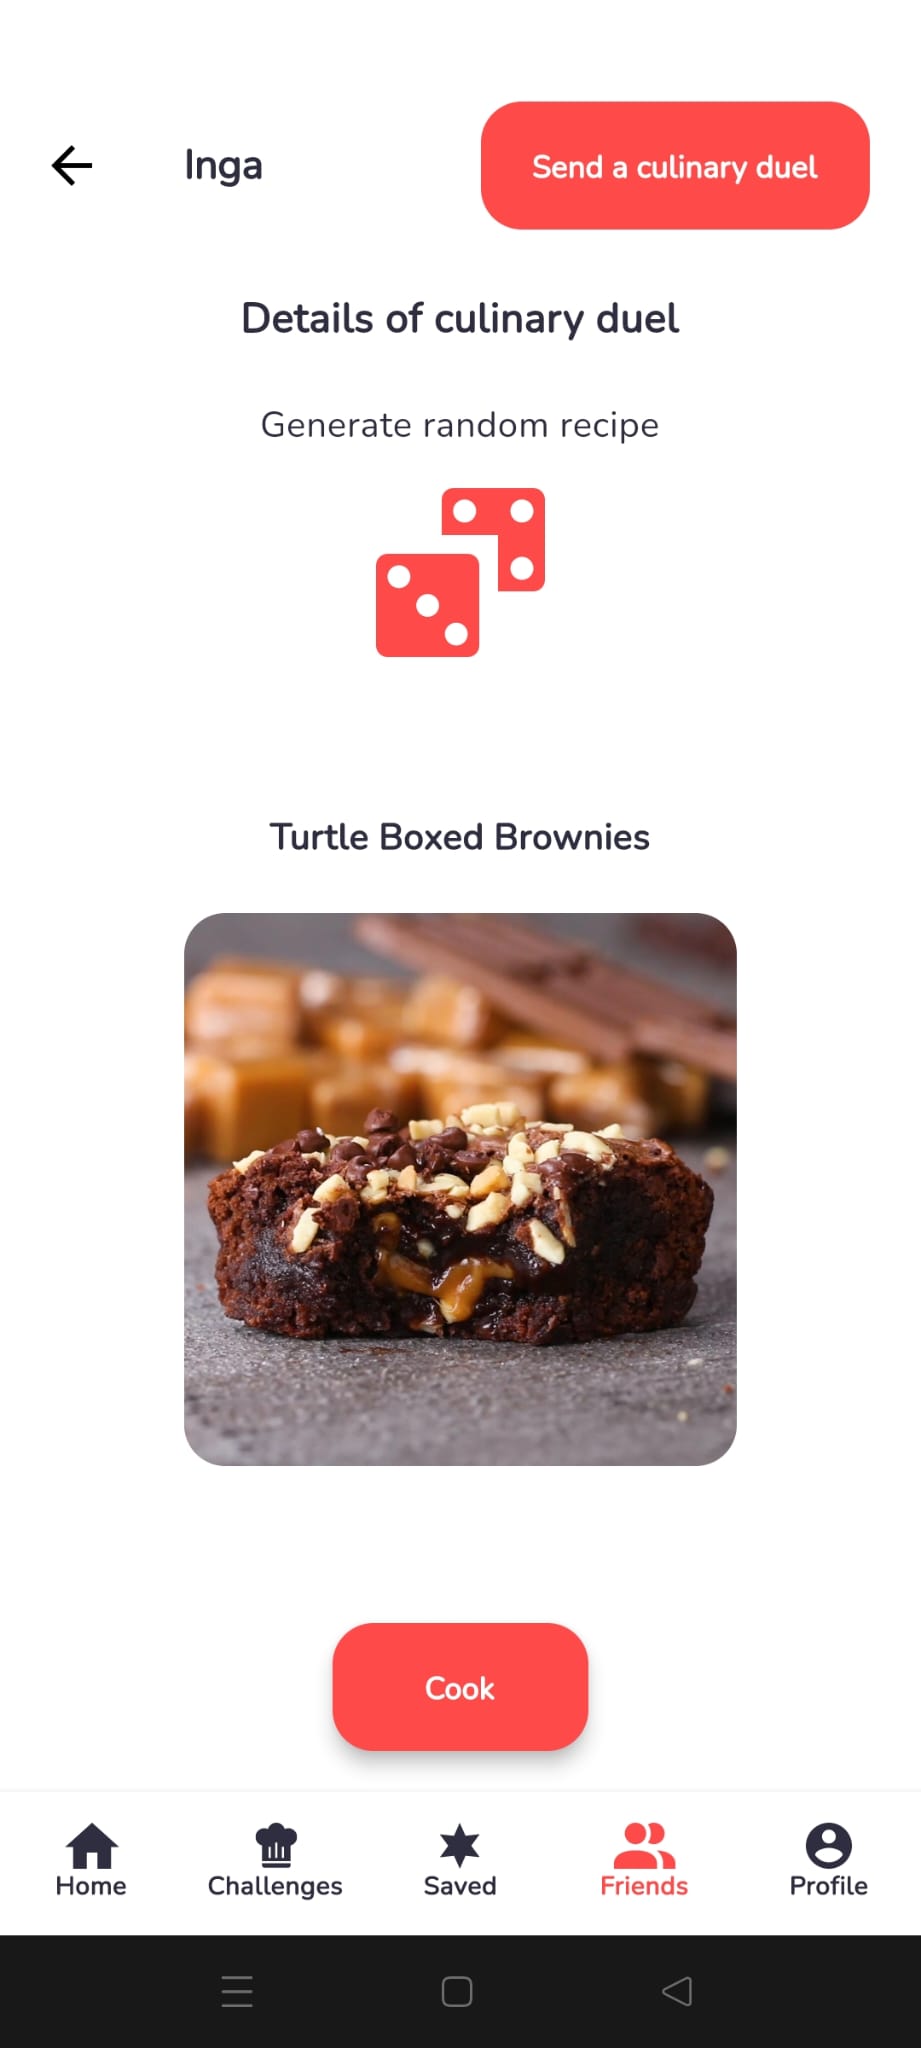 Inga
Send a culinary duel
Details of culinary duel
Generate random recipe
Turtle Boxed Brownies
Cook
Home
Challenges
Saved
Friends
Profile